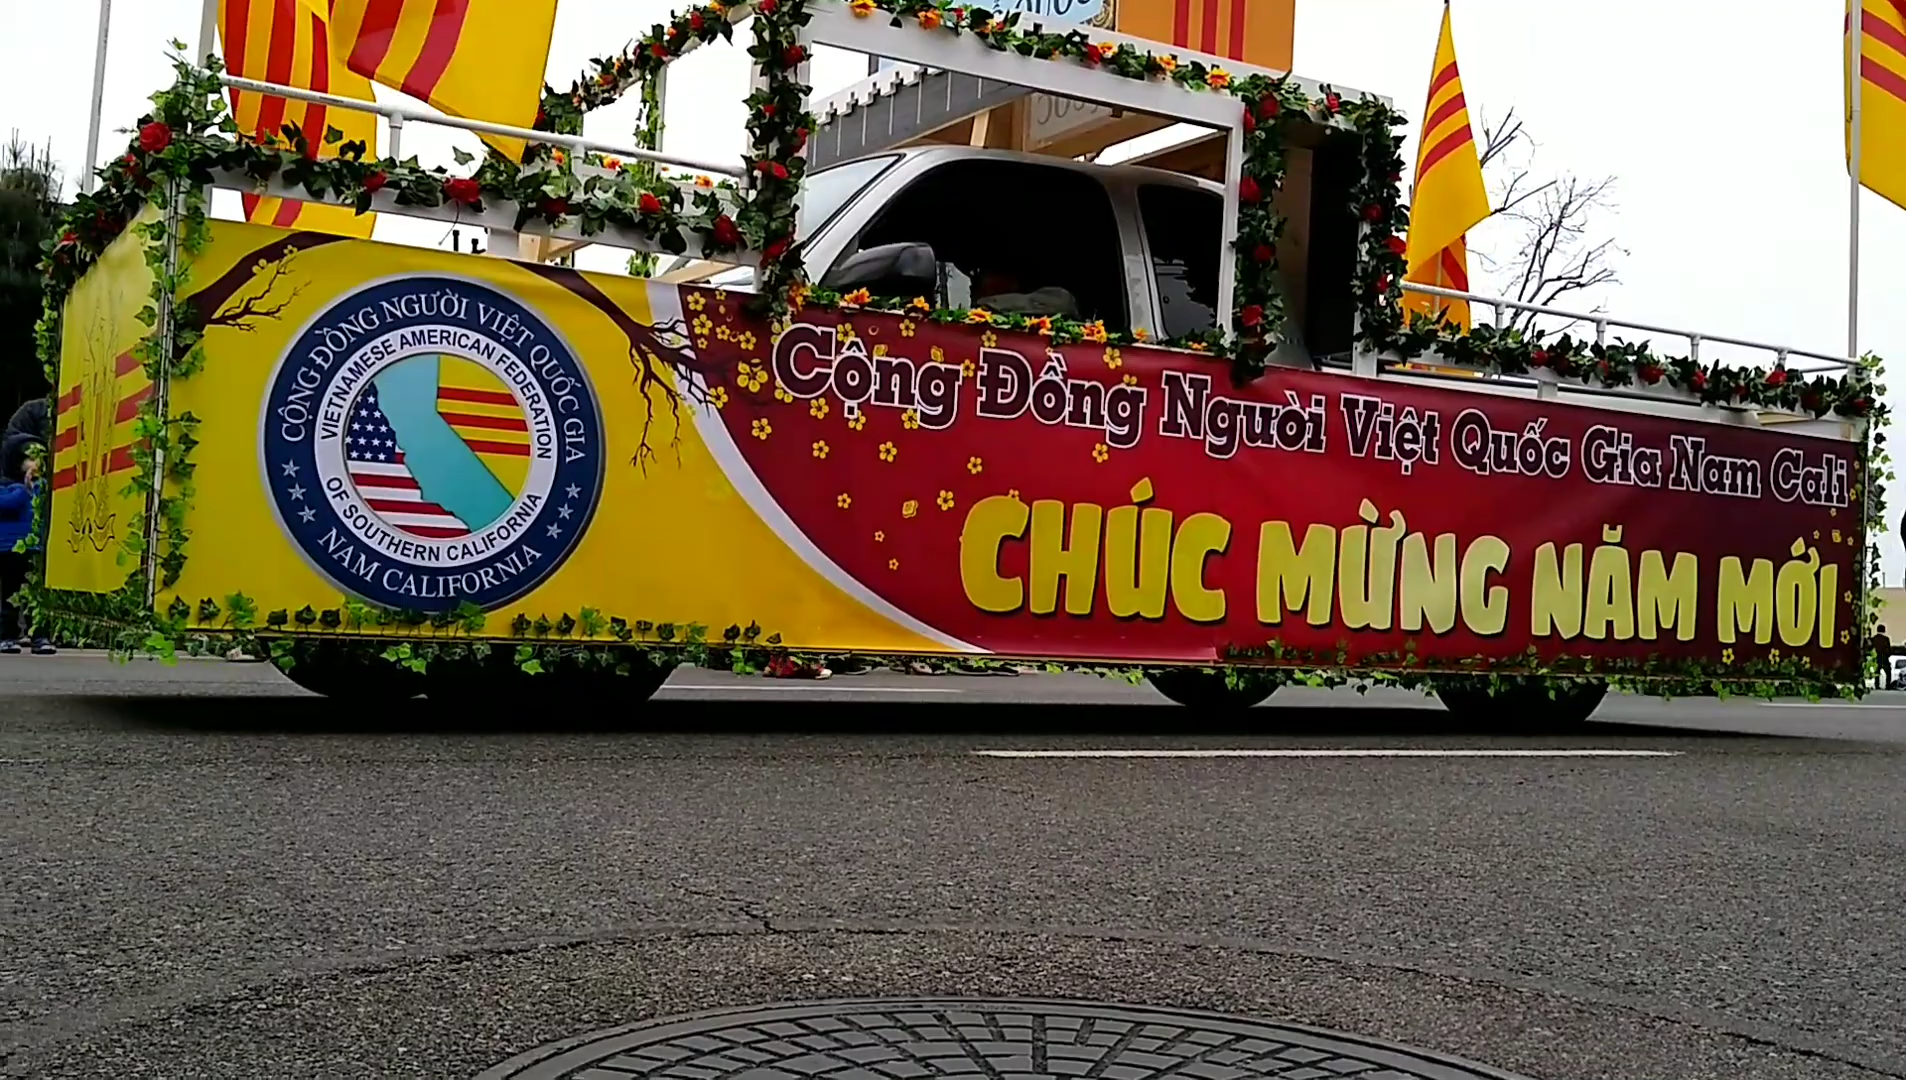 CỘNG ĐỒNG NGƯỜI VIỆT QUỐC GIA
VIETNAMESE AMERICAN FEDERATION
OF SOUTHERN CALIFORNIA
NAM CALIFORNIA
Cộng Đồng Người Việt Quốc Gia Nam Cali
CHÚC MỪNG NĂM MỚI